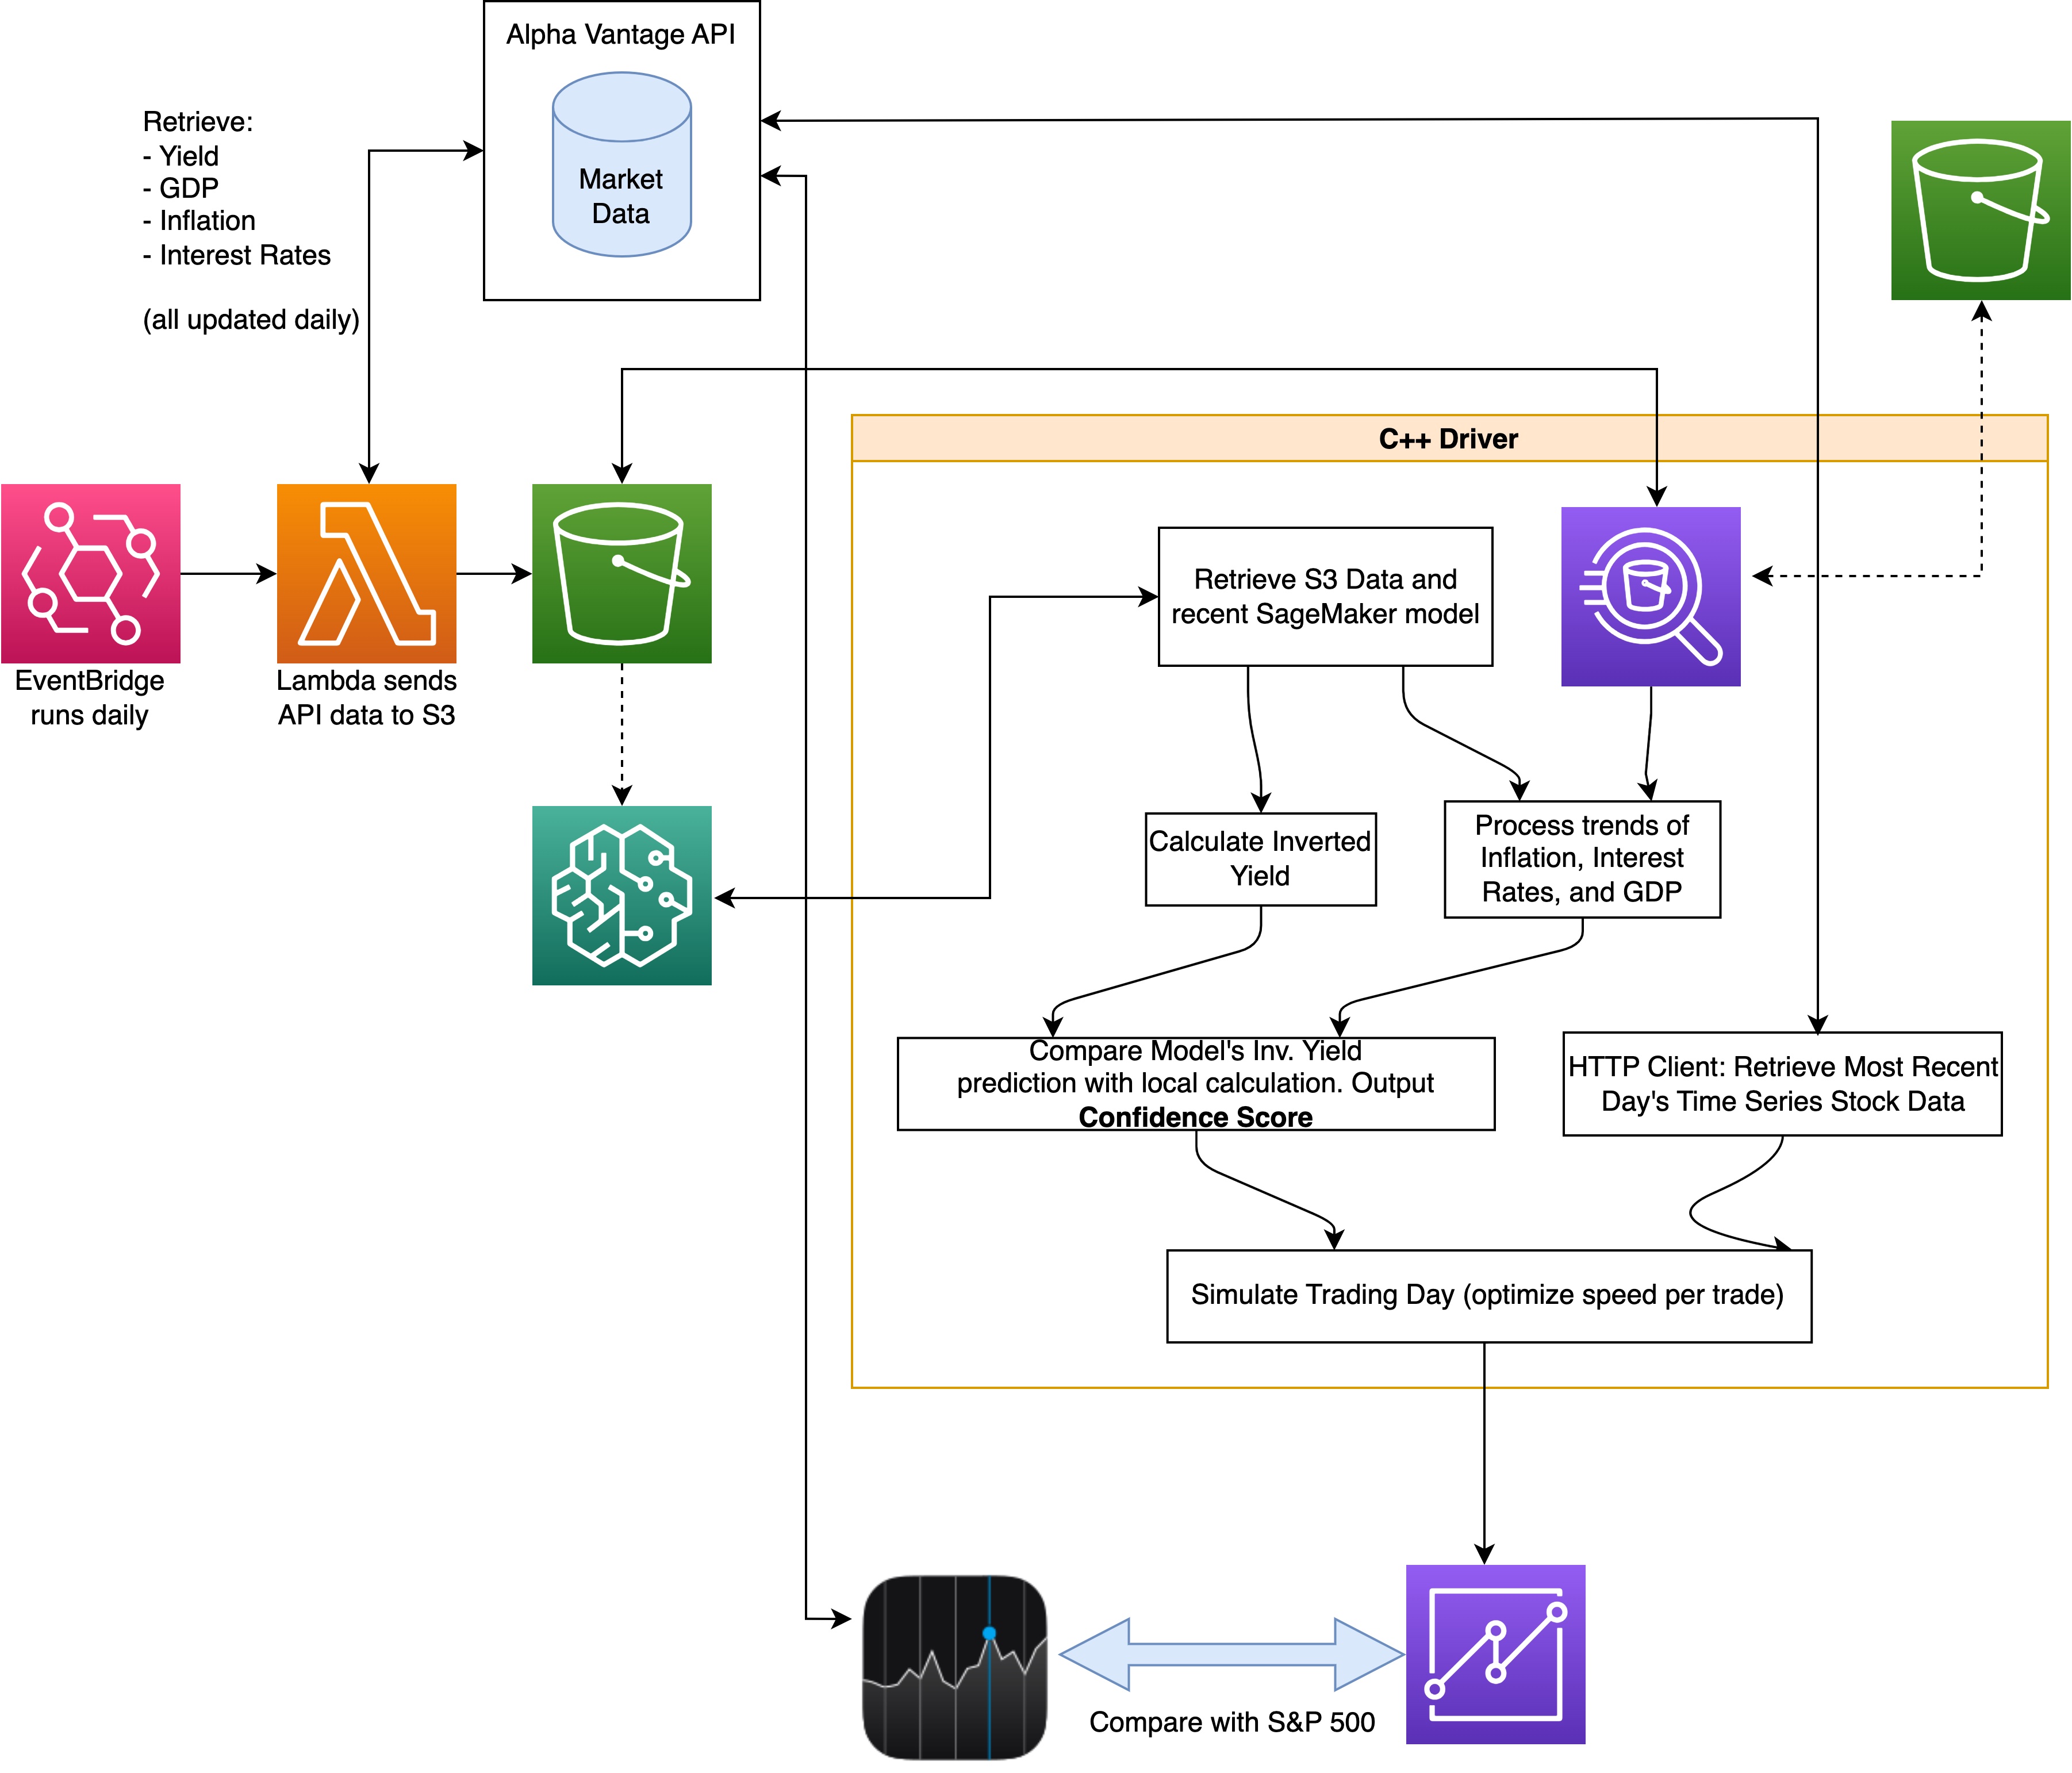 Alpha Vantage API
Market
Data
Retrieve:
- Yield
- GDP
- Inflation
- Interest Rates
(all updated daily)
C++ Driver
EventBridge
runs daily
Lambda sends
API data to S3
Retrieve S3 Data and
recent SageMaker model
Calculate Inverted
Yield
Process trends of
Inflation, Interest
Rates, and GDP
Compare Model's Inv. Yield
prediction with local calculation. Output
Confidence Score
HTTP Client: Retrieve Most Recent
Day's Time Series Stock Data
Simulate Trading Day (optimize speed per trade)
Compare with S&P 500